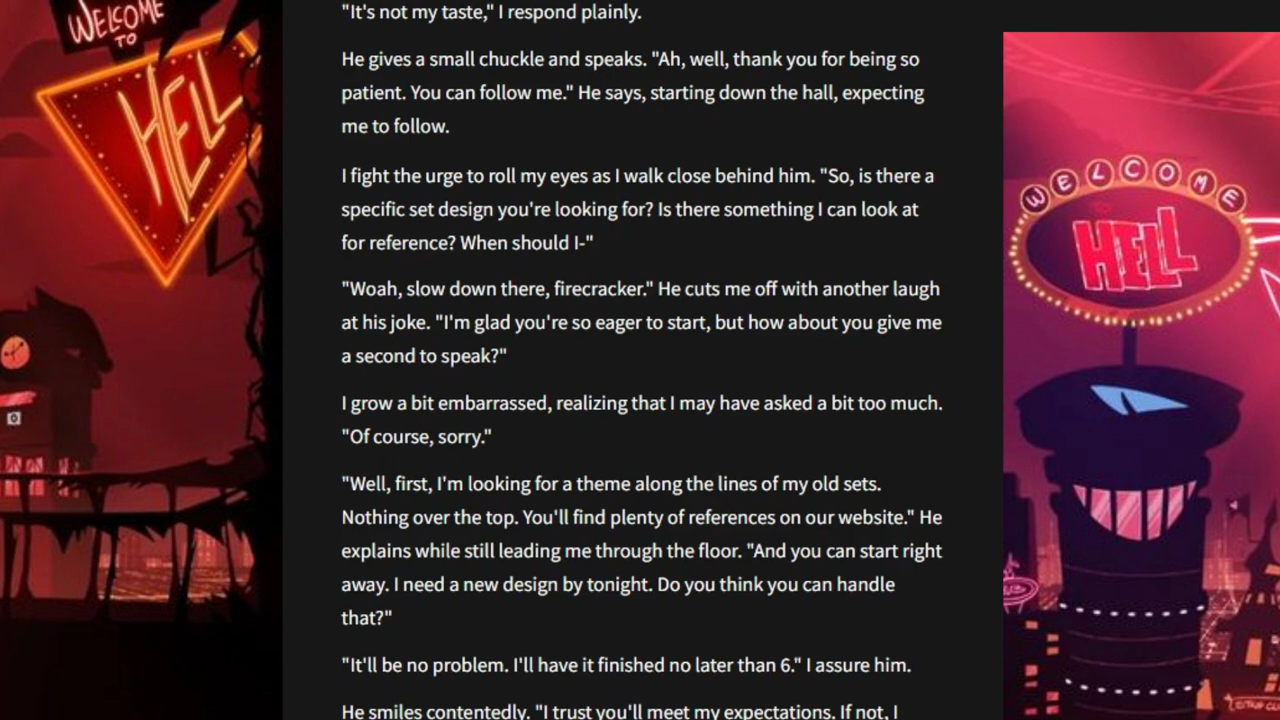 WELCOME
TO
HELL
"It's not my taste," I respond plainly.
He gives a small chuckle and speaks. "Ah, well, thank you for being so
patient. You can follow me." He says, starting down the hall, expecting
me to follow.
I fight the urge to roll my eyes as I walk close behind him. "So, is there a
specific set design you're looking for? Is there something I can look at
for reference? When should I-"
"Woah, slow down there, firecracker." He cuts me off with another laugh
at his joke. "I'm glad you're so eager to start, but how about you give me
a second to speak?"
I grow a bit embarrassed, realizing that I may have asked a bit too much.
"Of course, sorry."
"Well, first, I'm looking for a theme along the lines of my old sets.
Nothing over the top. You'll find plenty of references on our website." He
explains while still leading me through the floor. "And you can start right
away. I need a new design by tonight. Do you think you can handle
that?"
"It'll be no problem. I'll have it finished no later than 6." I assure him.
He smiles contentedly. "I trust you'll meet my expectations. If not, I
WELCOME
TO
HELL